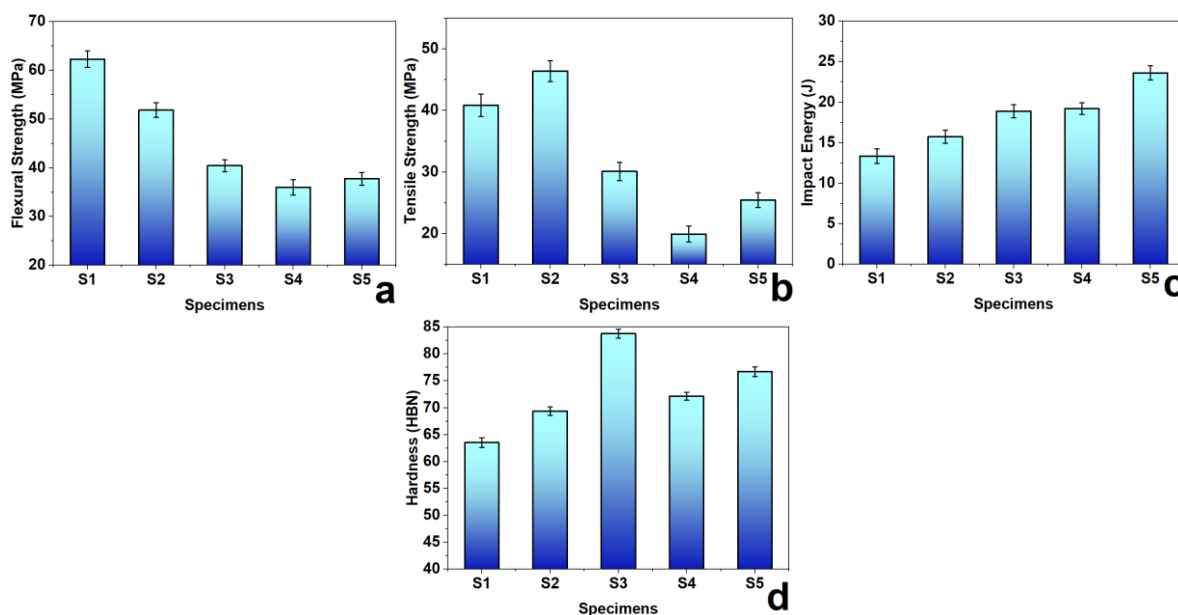 Flexural Strength (MPa)
70
60
50
40
30
20
S1 S2 S3 S4 S5
Specimens
a
Tensile Strength (MPa)
50
40
30
20
S1 S2 S3 S4 S5
Specimens
b
Impact Energy (J)
30
25
20
15
10
5
0
S1 S2 S3 S4 S5
Specimens
c
Hardness (HBN)
85
80
75
70
65
60
55
50
45
40
S1 S2 S3 S4 S5
Specimens
d